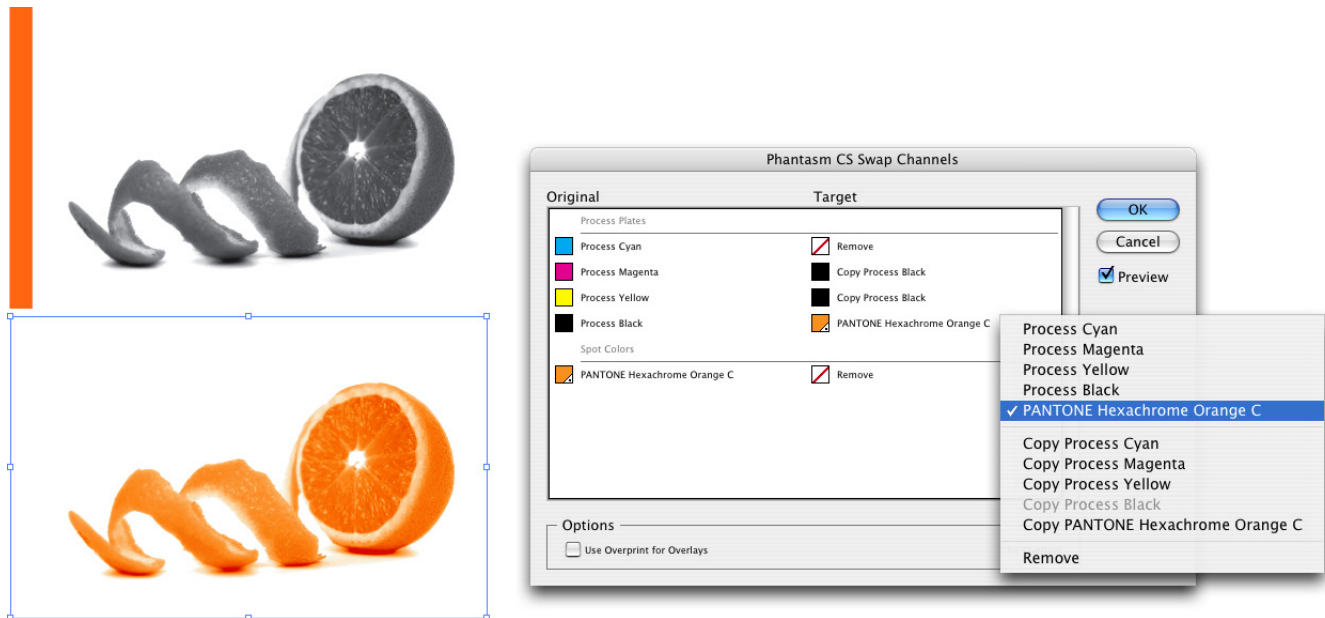 Phantasm CS Swap Channels
Original Target
Process Plates
Process Cyan Remove
Process Magenta Copy Process Black
Process Yellow Copy Process Black
Process Black PANTONE Hexachrome Orange C
Spot Colors
PANTONE Hexachrome Orange C Remove
Options
Use Overprint for Overlays
OK
Cancel
Preview
Process Cyan
Process Magenta
Process Yellow
Process Black
PANTONE Hexachrome Orange C
Copy Process Cyan
Copy Process Magenta
Copy Process Yellow
Copy Process Black
Copy PANTONE Hexachrome Orange C
Remove